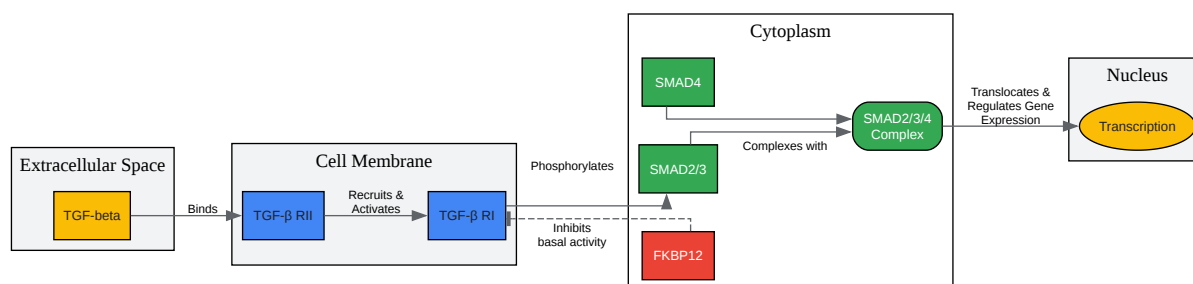 Extracellular Space
TGF-beta
Binds
Cell Membrane
TGF-β RII
Recruits &
Activates
TGF-β RI
Phosphorylates
Inhibits
basal activity
Cytoplasm
SMAD4
SMAD2/3
FKBP12
Complexes with
SMAD2/3/4
Complex
Translocates &
Regulates Gene
Expression
Nucleus
Transcription